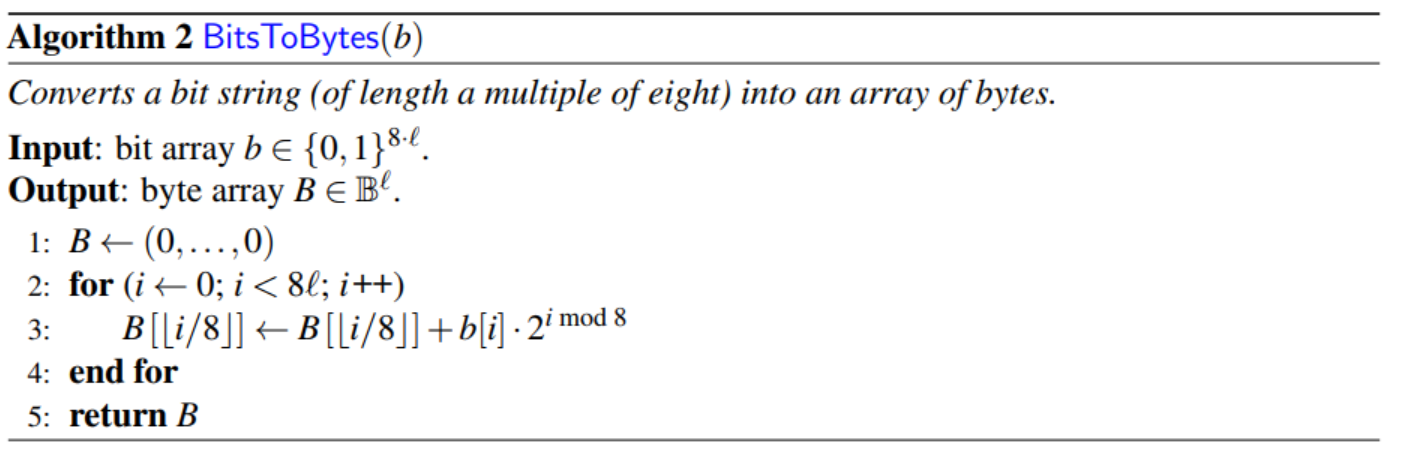 Algorithm 2 BitsToBytes(b)
Converts a bit string (of length a multiple of eight) into an array of bytes.
Input: bit array b ∈ {0,1}^{8·ℓ}.
Output: byte array B ∈ 𝔹^ℓ.
1: B ← (0,...,0)
2: for (i ← 0; i < 8ℓ; i++)
3: B[⌊i/8⌋] ← B[⌊i/8⌋] + b[i] · 2^{i mod 8}
4: end for
5: return B